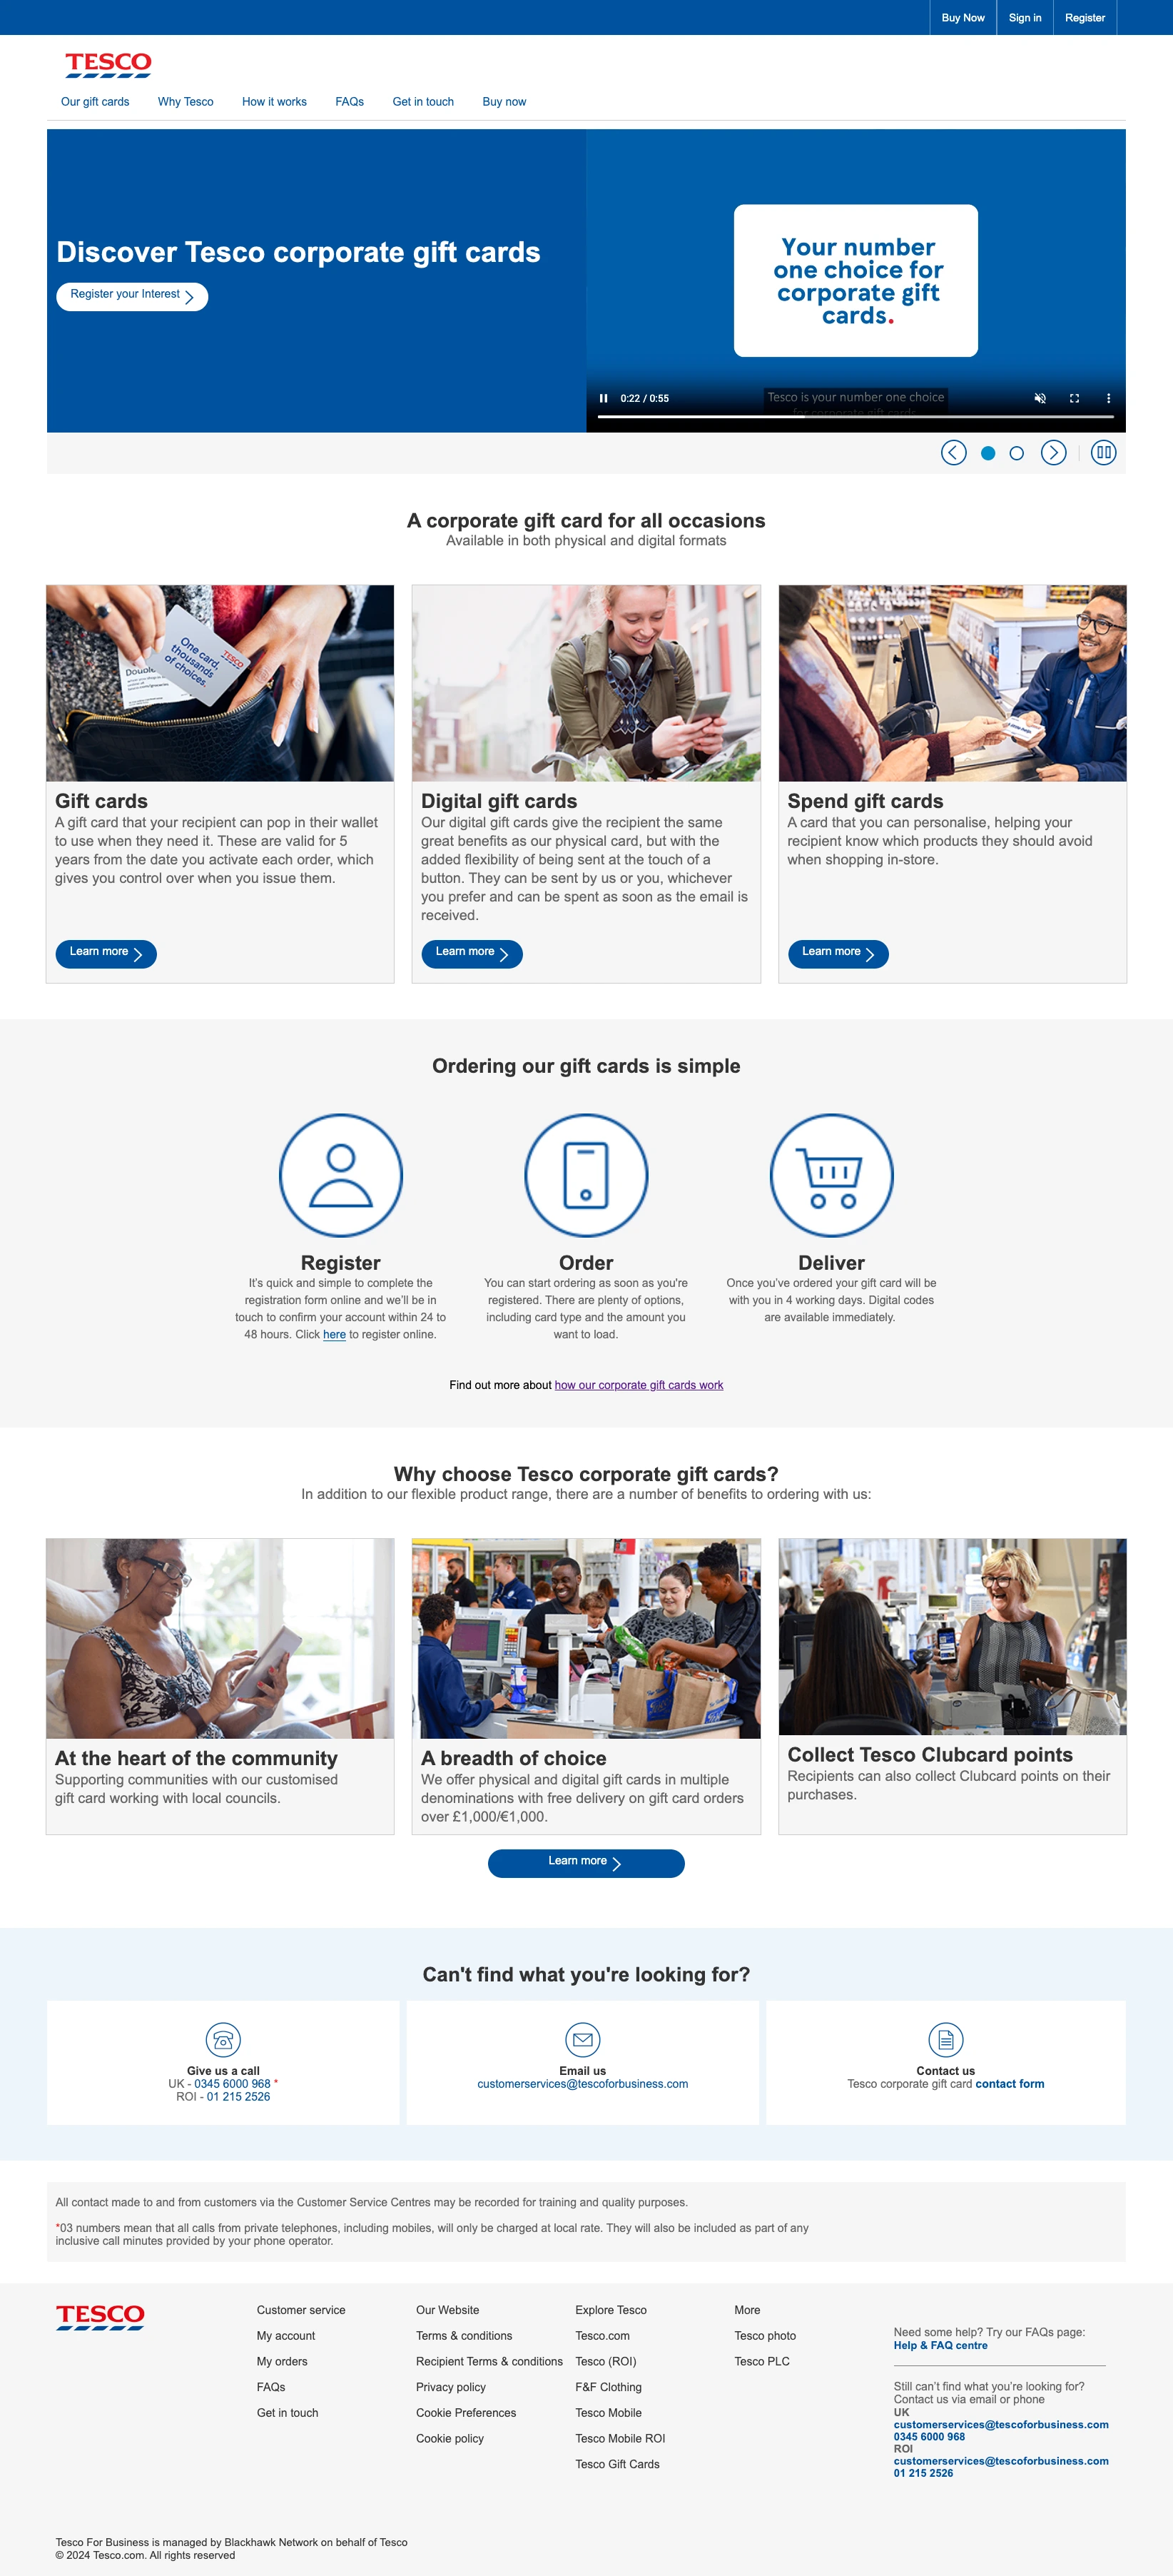 Buy Now
Sign in
Register
TESCO
Our gift cards
Why Tesco
How it works
FAQs
Get in touch
Buy now
Discover Tesco corporate gift cards
Register your Interest
Your number
one choice for
corporate gift
cards.
0:22 / 0:55
Tesco is your number one choice
for corporate gift cards
A corporate gift card for all occasions
Available in both physical and digital formats
One card,
thousands
of choices.
TESCO
Double
Gift cards
A gift card that your recipient can pop in their wallet
to use when they need it. These are valid for 5
years from the date you activate each order, which
gives you control over when you issue them.
Learn more
Digital gift cards
Our digital gift cards give the recipient the same
great benefits as our physical card, but with the
added flexibility of being sent at the touch of a
button. They can be sent by us or you, whichever
you prefer and can be spent as soon as the email is
received.
Learn more
Spend gift cards
A card that you can personalise, helping your
recipient know which products they should avoid
when shopping in-store.
Learn more
Ordering our gift cards is simple
Register
It's quick and simple to complete the
registration form online and we'll be in
touch to confirm your account within 24 to
48 hours. Click here to register online.
Order
You can start ordering as soon as you're
registered. There are plenty of options,
including card type and the amount you
want to load.
Deliver
Once you've ordered your gift card will be
with you in 4 working days. Digital codes
are available immediately.
Find out more about how our corporate gift cards work
Why choose Tesco corporate gift cards?
In addition to our flexible product range, there are a number of benefits to ordering with us:
At the heart of the community
Supporting communities with our customised
gift card working with local councils.
A breadth of choice
We offer physical and digital gift cards in multiple
denominations with free delivery on gift card orders
over £1,000/€1,000.
Collect Tesco Clubcard points
Recipients can also collect Clubcard points on their
purchases.
Learn more
Can't find what you're looking for?
Give us a call
UK - 0345 6000 968 *
ROI - 01 215 2526
Email us
customerservices@tescoforbusiness.com
Contact us
Tesco corporate gift card contact form
All contact made to and from customers via the Customer Service Centres may be recorded for training and quality purposes.
*03 numbers mean that all calls from private telephones, including mobiles, will only be charged at local rate. They will also be included as part of any
inclusive call minutes provided by your phone operator.
TESCO
Customer service
My account
My orders
FAQs
Get in touch
Our Website
Terms & conditions
Recipient Terms & conditions
Privacy policy
Cookie Preferences
Cookie policy
Explore Tesco
Tesco.com
Tesco (ROI)
F&F Clothing
Tesco Mobile
Tesco Mobile ROI
Tesco Gift Cards
More
Tesco photo
Tesco PLC
Need some help? Try our FAQs page:
Help & FAQ centre
Still can't find what you're looking for?
Contact us via email or phone
UK
customerservices@tescoforbusiness.com
0345 6000 968
ROI
customerservices@tescoforbusiness.com
01 215 2526
Tesco For Business is managed by Blackhawk Network on behalf of Tesco
© 2024 Tesco.com. All rights reserved